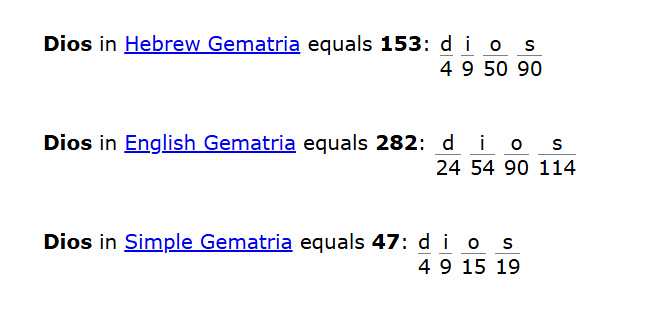 Dios in Hebrew Gematria equals 153: d i o s
4 9 50 90
Dios in English Gematria equals 282: d i o s
24 54 90 114
Dios in Simple Gematria equals 47: d i o s
4 9 15 19